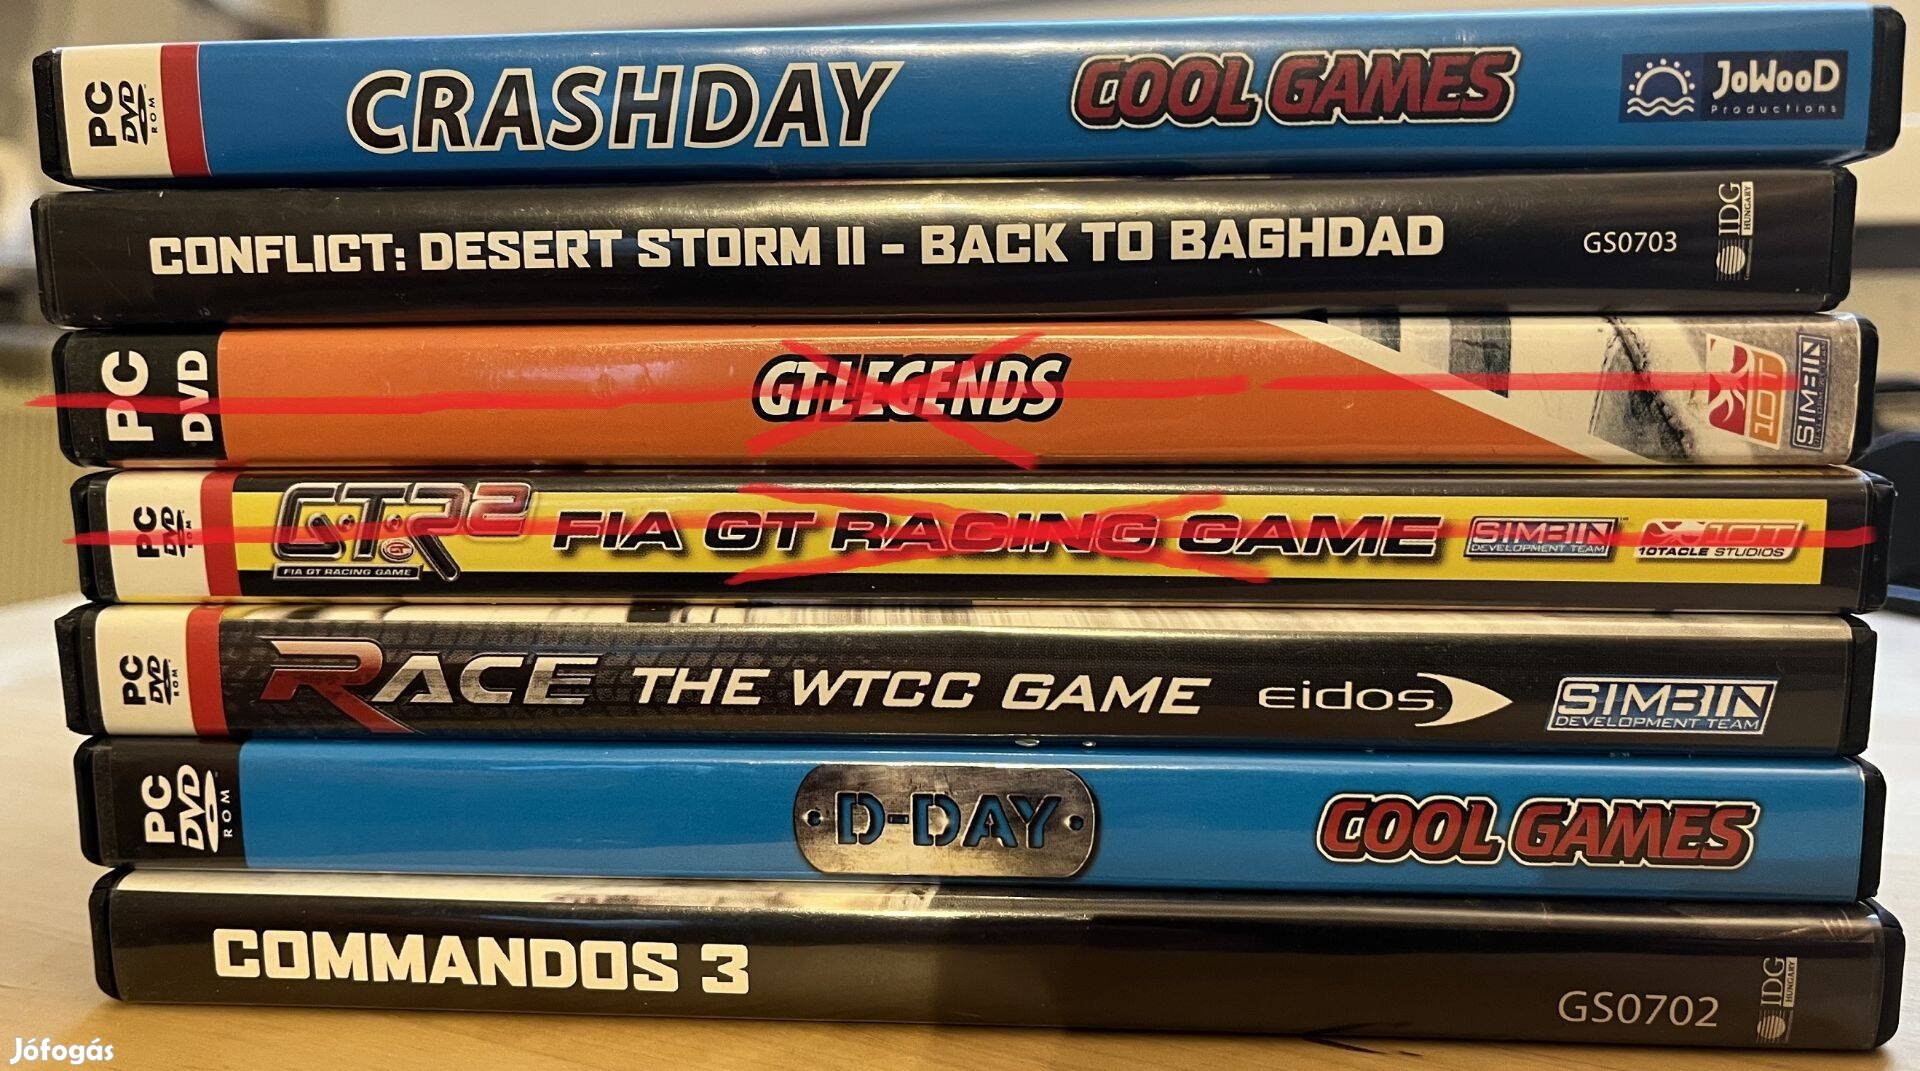 PC DVD ROM CRASHDAY COOL GAMES JoWooD Productions
CONFLICT: DESERT STORM II - BACK TO BAGHDAD GS0703 IDG HUNGARY
PC DVD GT LEGENDS 10T SIMBIN
PC DVD ROM GTR2 FIA GT RACING GAME FIA GT RACING GAME SIMBIN DEVELOPMENT TEAM 10T 10TACLE STUDIOS
PC DVD ROM RACE THE WTCC GAME eidos SIMBIN DEVELOPMENT TEAM
PC DVD ROM D-DAY COOL GAMES
COMMANDOS 3 GS0702 IDG HUNGARY
Jófogás